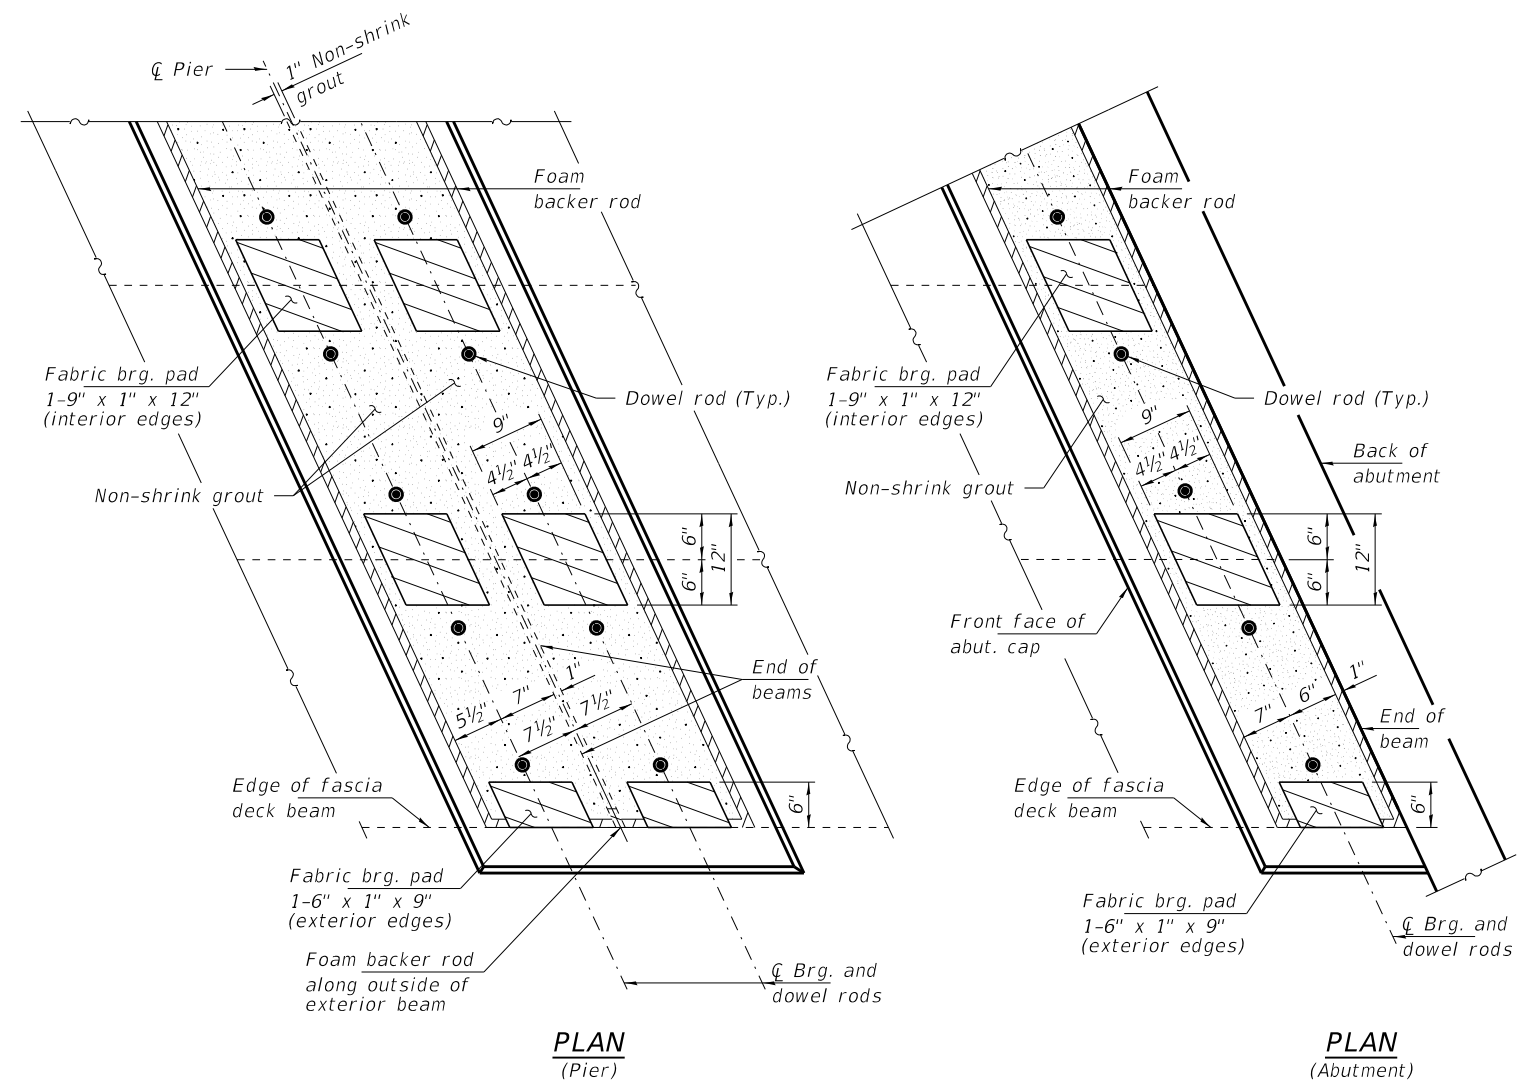 ℄ Pier
1" Non-shrink
grout
Foam
backer rod
Fabric brg. pad
1-9" x 1" x 12"
(interior edges)
Dowel rod (Typ.)
9"
4½" 4½"
Non-shrink grout
6"
12"
6"
End of
beams
1"
7"
5½"
7½"
7½"
Edge of fascia
deck beam
6"
Fabric brg. pad
1-6" x 1" x 9"
(exterior edges)
Foam backer rod
along outside of
exterior beam
℄ Brg. and
dowel rods
PLAN
(Pier)
Foam
backer rod
Fabric brg. pad
1-9" x 1" x 12"
(interior edges)
Dowel rod (Typ.)
9"
4½" 4½"
Back of
abutment
Non-shrink grout
6"
12"
6"
Front face of
abut. cap
1"
6"
7"
End of
beam
Edge of fascia
deck beam
6"
Fabric brg. pad
1-6" x 1" x 9"
(exterior edges)
℄ Brg. and
dowel rods
PLAN
(Abutment)